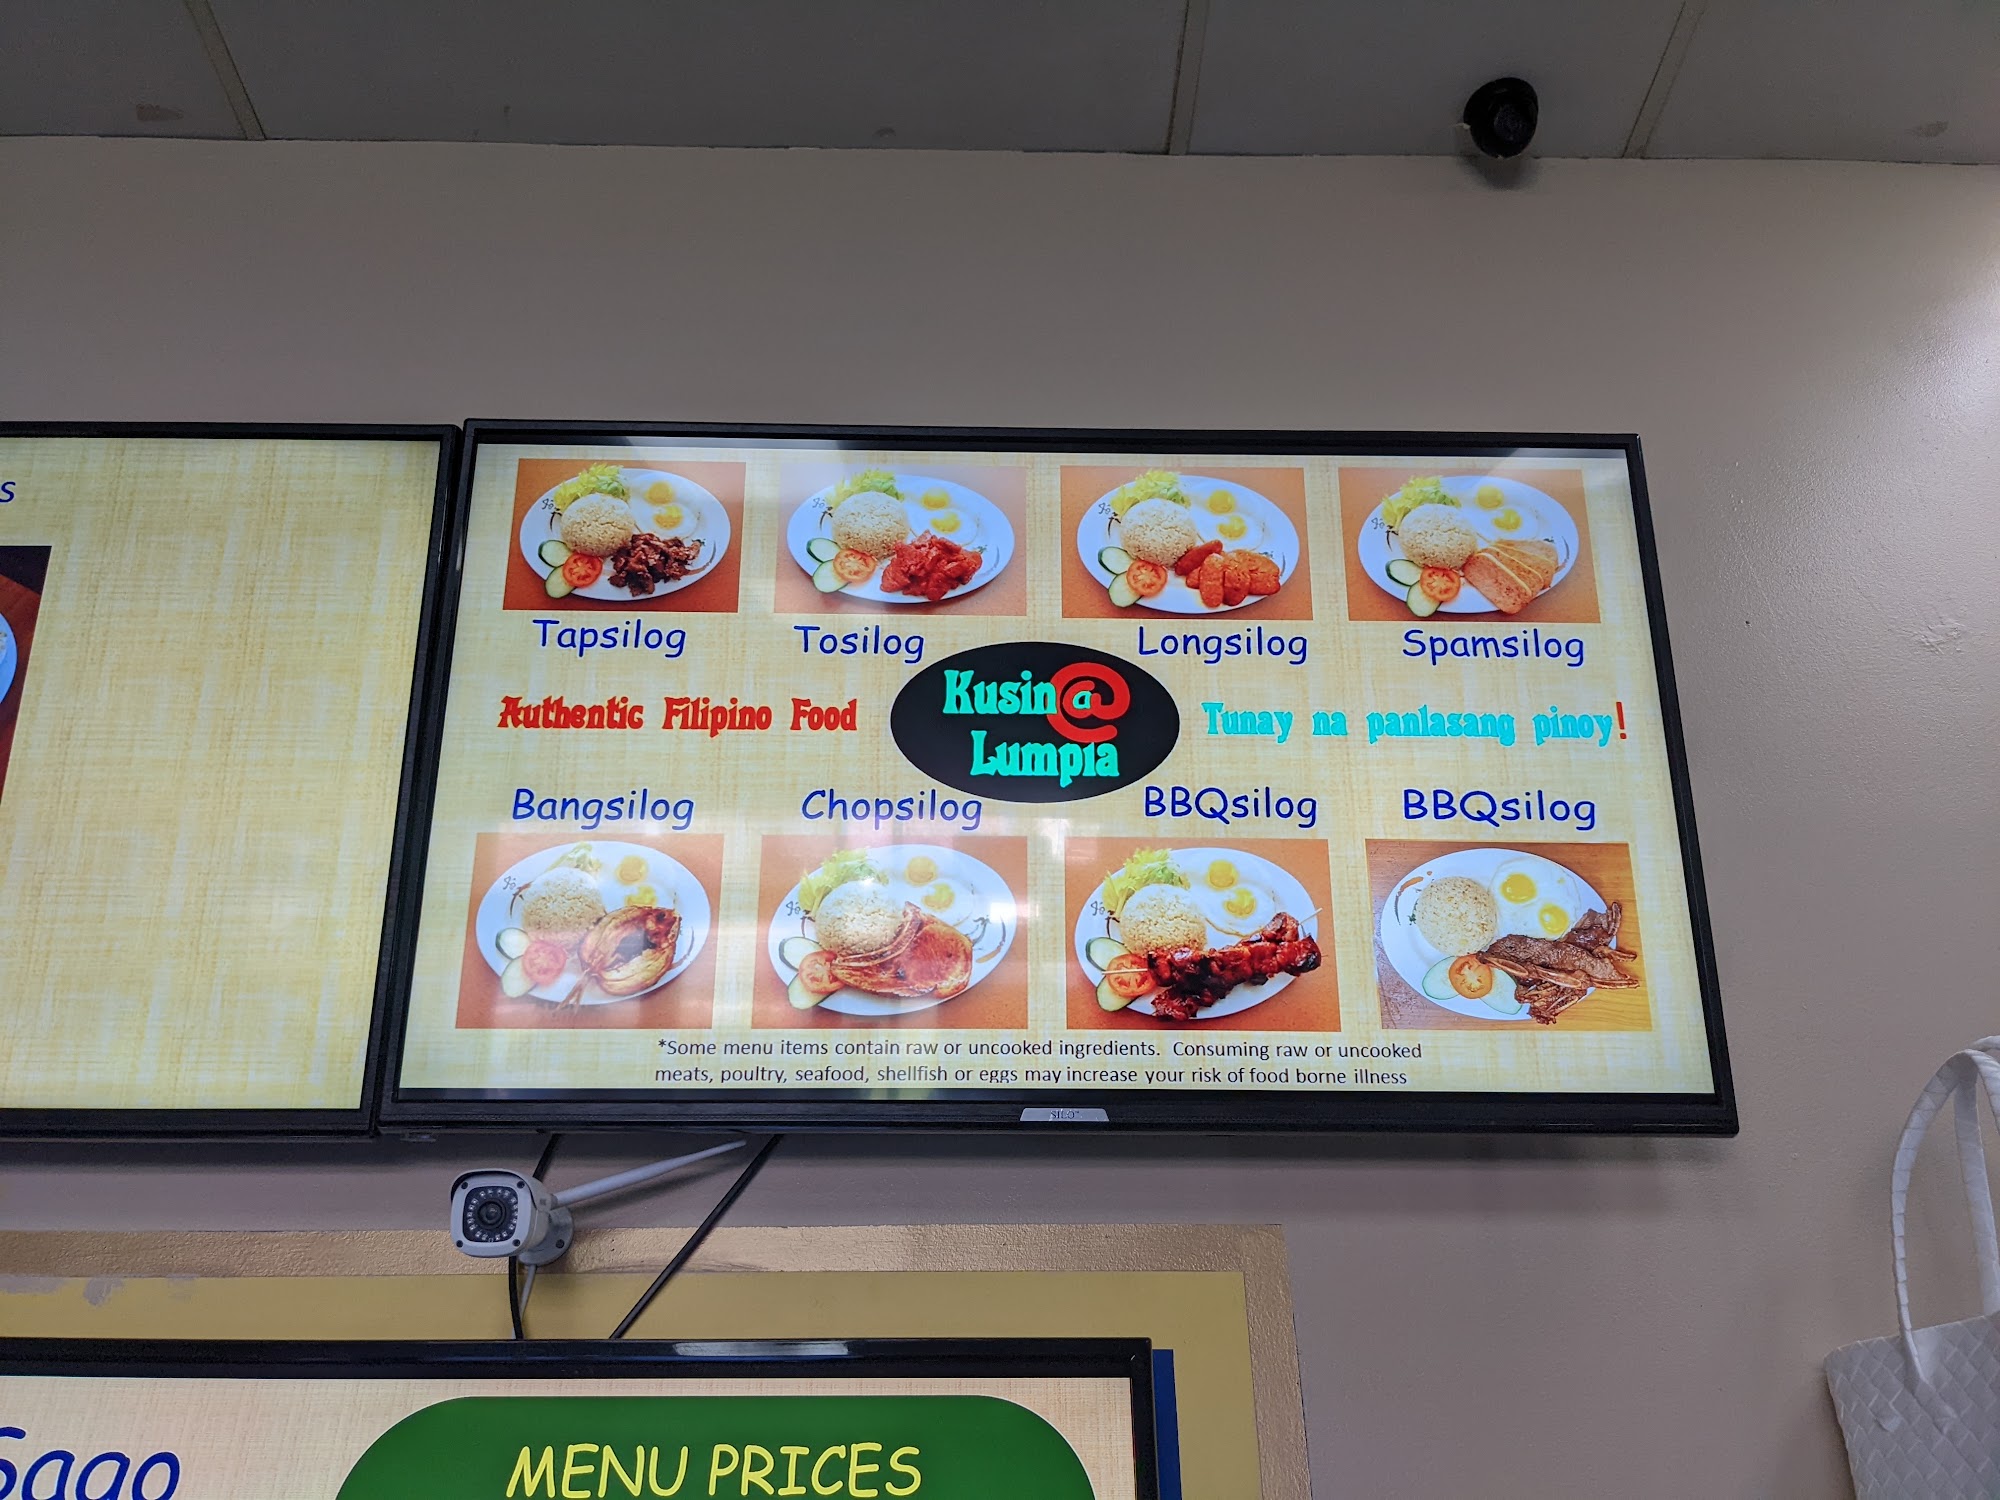 s
Tapsilog
Tosilog
Longsilog
Spamsilog
Authentic Filipino Food
Kusin@
Lumpia
Tunay na panlasang pinoy!
Bangsilog
Chopsilog
BBQsilog
BBQsilog
*Some menu items contain raw or uncooked ingredients. Consuming raw or uncooked
meats, poultry, seafood, shellfish or eggs may increase your risk of food borne illness
SILO
Sago
MENU PRICES